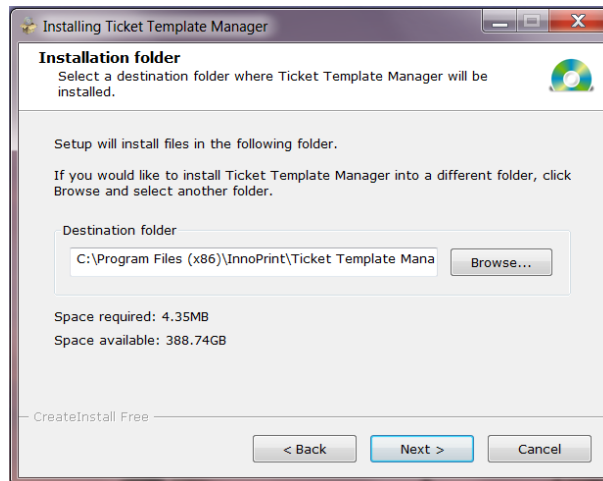 Installing Ticket Template Manager
Installation folder
Select a destination folder where Ticket Template Manager will be
installed.
Setup will install files in the following folder.
If you would like to install Ticket Template Manager into a different folder, click
Browse and select another folder.
Destination folder
C:\Program Files (x86)\InnoPrint\Ticket Template Mana
Browse...
Space required: 4.35MB
Space available: 388.74GB
CreateInstall Free
< Back
Next >
Cancel